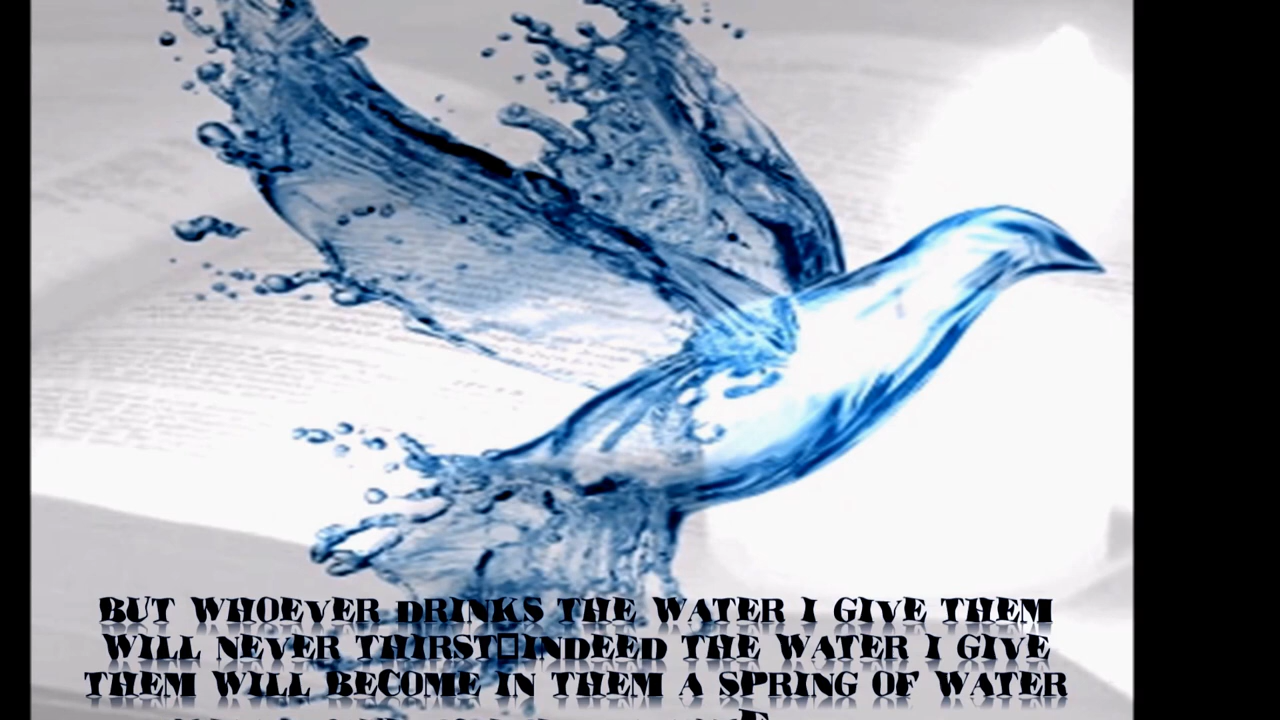 BUT WHOEVER DRINKS THE WATER I GIVE THEM
WILL NEVER THIRST□INDEED THE WATER I GIVE
THEM WILL BECOME IN THEM A SPRING OF WATER